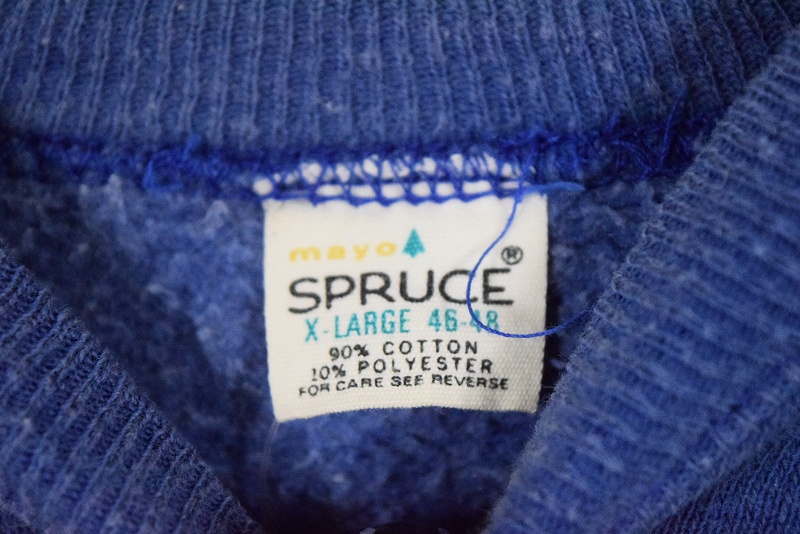 mayo
SPRUCE®
X-LARGE 46-48
90% COTTON
10% POLYESTER
FOR CARE SEE REVERSE